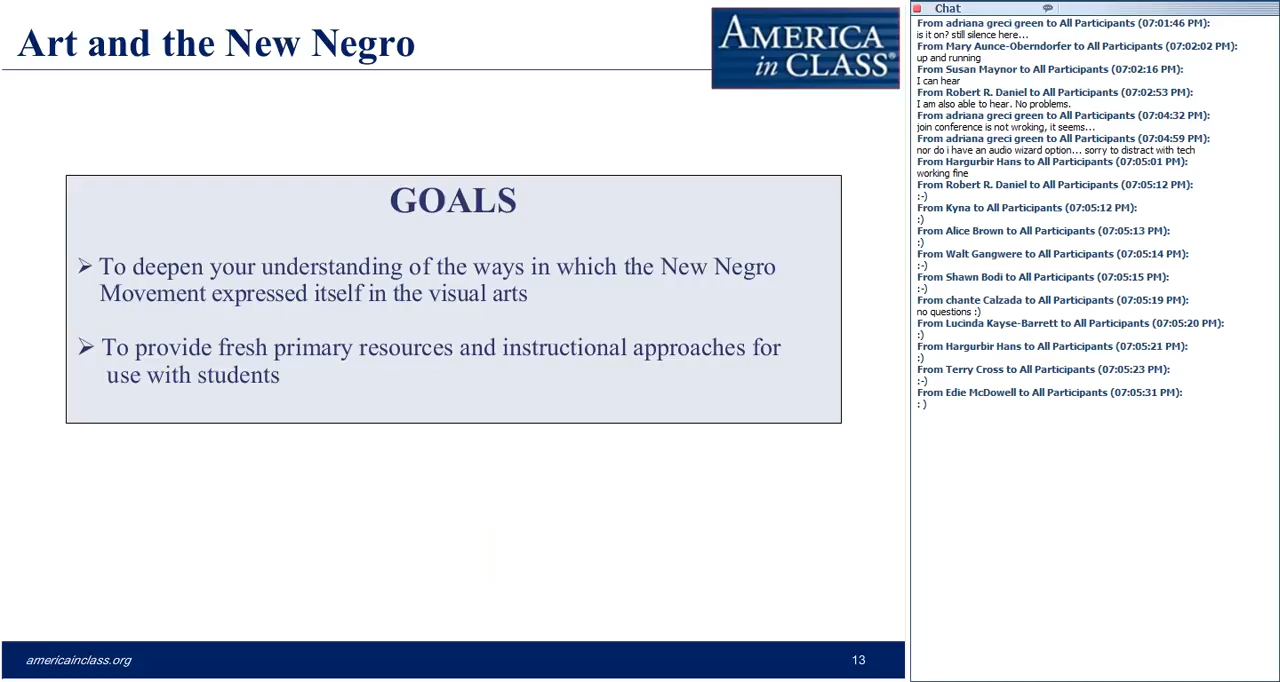 Art and the New Negro
AMERICA
in CLASS®
GOALS
➢ To deepen your understanding of the ways in which the New Negro
Movement expressed itself in the visual arts
➢ To provide fresh primary resources and instructional approaches for
use with students
americainclass.org
13
Chat
From adriana greci green to All Participants (07:01:46 PM):
is it on? still silence here...
From Mary Aunce-Oberndorfer to All Participants (07:02:02 PM):
up and running
From Susan Maynor to All Participants (07:02:16 PM):
I can hear
From Robert R. Daniel to All Participants (07:02:53 PM):
I am also able to hear. No problems.
From adriana greci green to All Participants (07:04:32 PM):
join conference is not wroking, it seems...
From adriana greci green to All Participants (07:04:59 PM):
nor do i have an audio wizard option... sorry to distract with tech
From Hargurbir Hans to All Participants (07:05:01 PM):
working fine
From Robert R. Daniel to All Participants (07:05:12 PM):
:-)
From Kyna to All Participants (07:05:12 PM):
:)
From Alice Brown to All Participants (07:05:13 PM):
:)
From Walt Gangwere to All Participants (07:05:14 PM):
:-)
From Shawn Bodi to All Participants (07:05:15 PM):
:-)
From chante Calzada to All Participants (07:05:19 PM):
no questions :)
From Lucinda Kayse-Barrett to All Participants (07:05:20 PM):
:)
From Hargurbir Hans to All Participants (07:05:21 PM):
:)
From Terry Cross to All Participants (07:05:23 PM):
:-)
From Edie McDowell to All Participants (07:05:31 PM):
: )